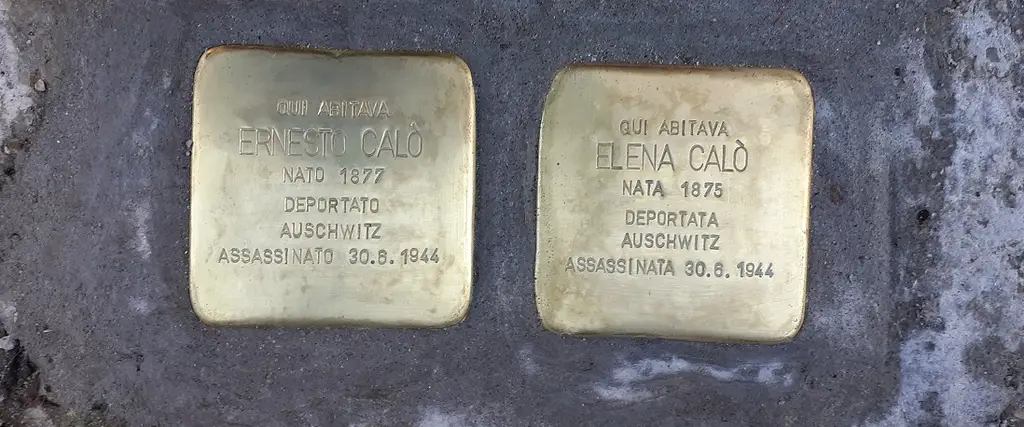 QUI ABITAVA
ERNESTO CALÒ
NATO 1877
DEPORTATO
AUSCHWITZ
ASSASSINATO 30.6.1944
QUI ABITAVA
ELENA CALÒ
NATA 1875
DEPORTATA
AUSCHWITZ
ASSASSINATA 30.6.1944